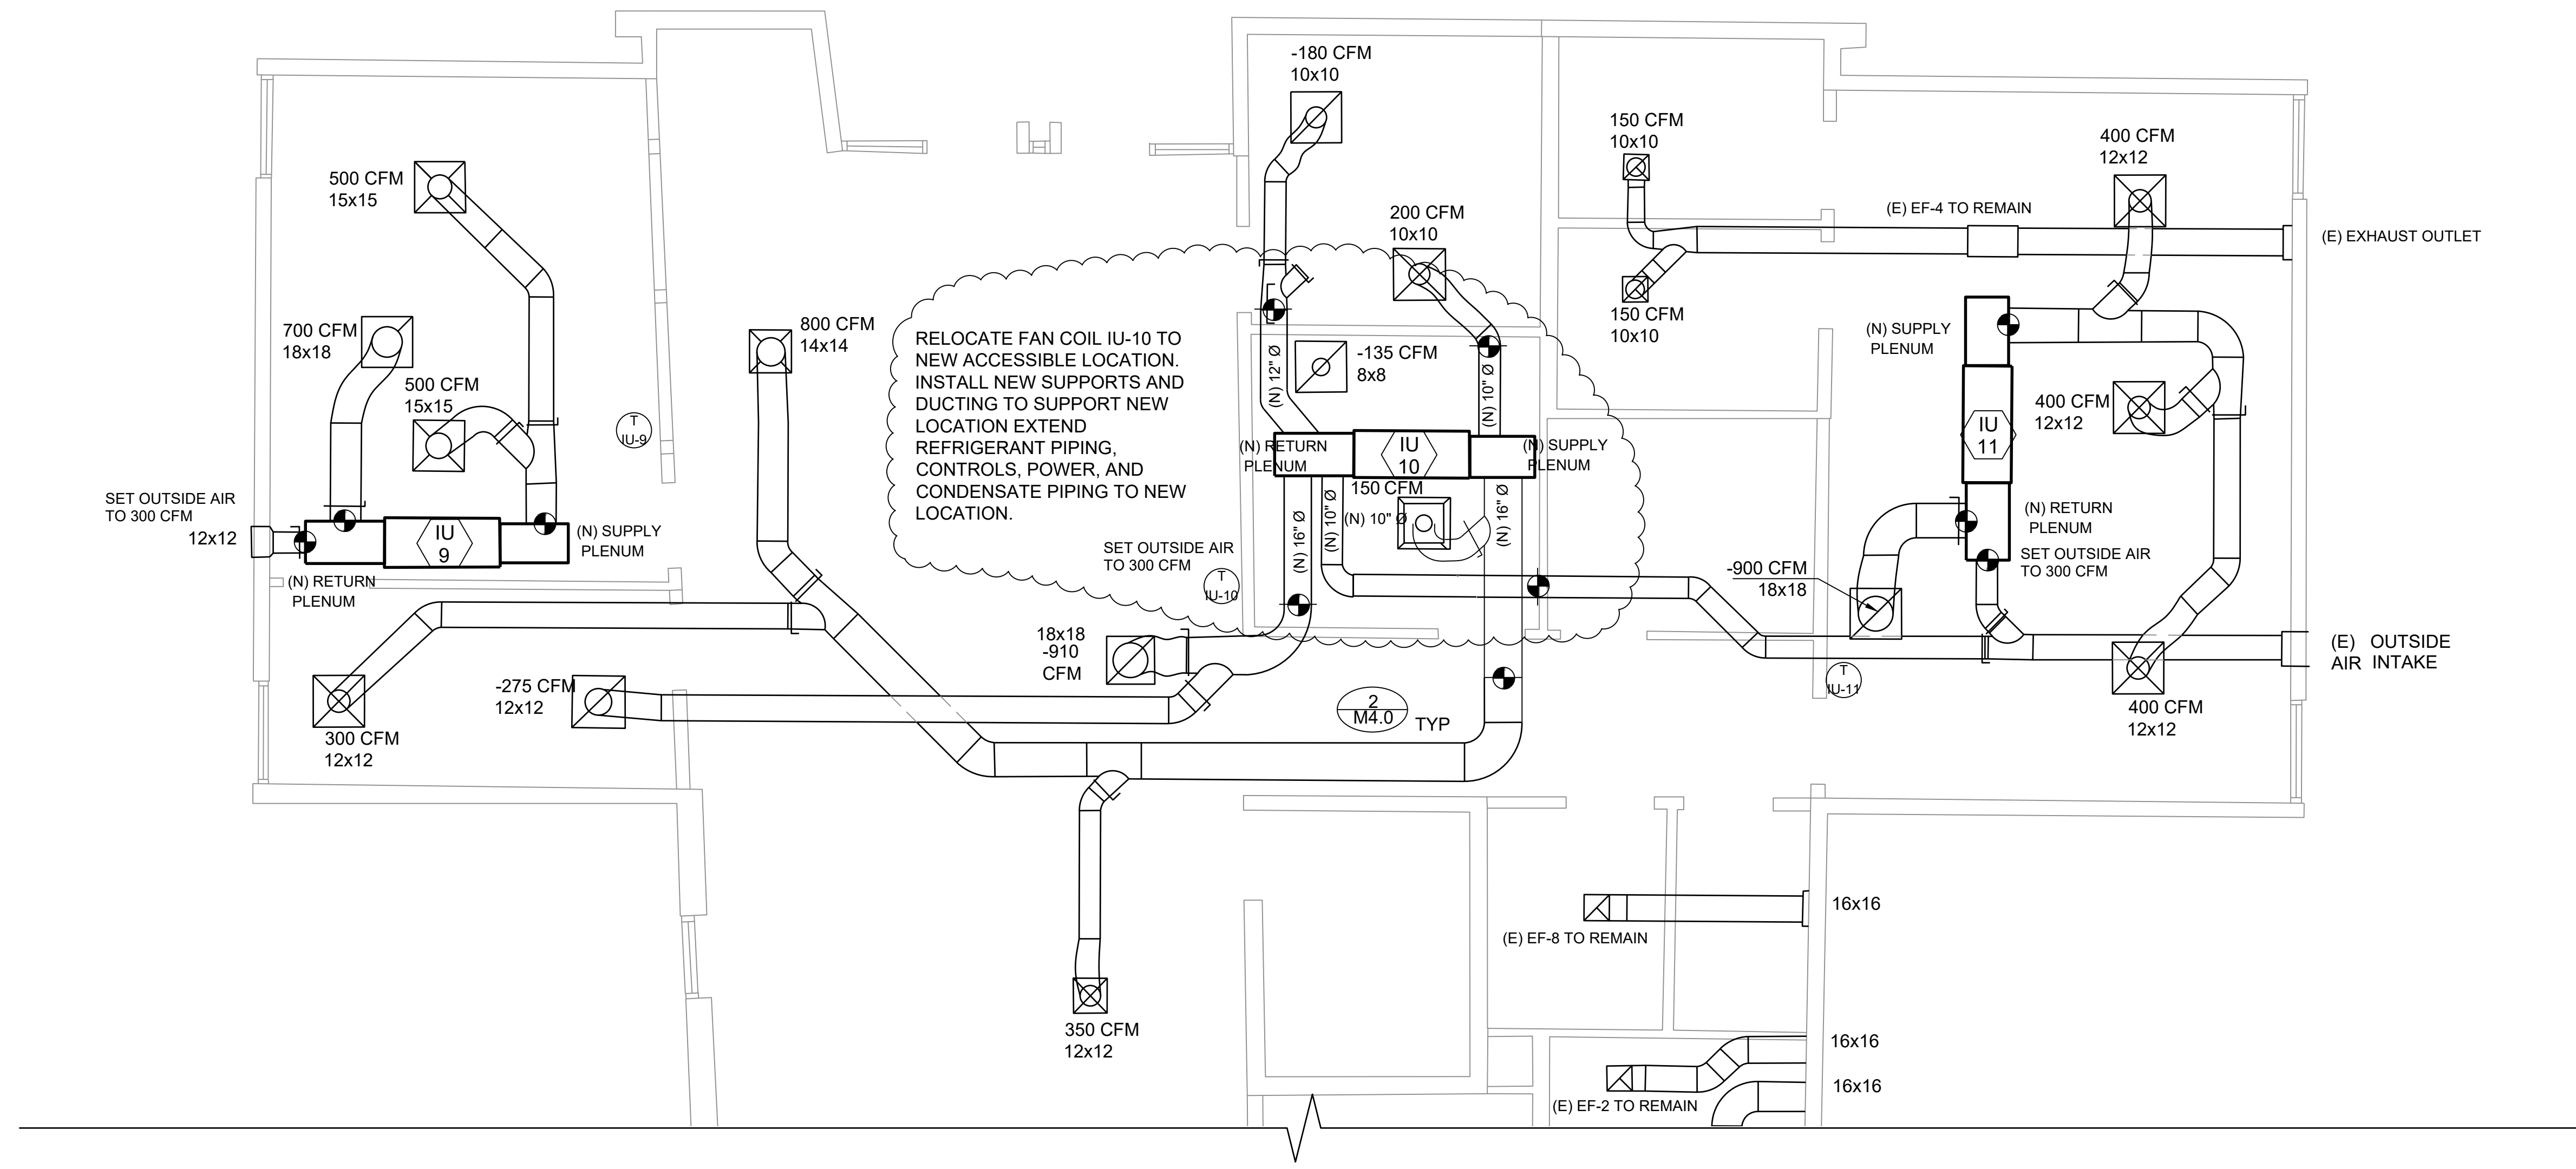 -180 CFM
10x10
150 CFM
10x10
400 CFM
12x12
500 CFM
15x15
200 CFM
10x10
(E) EF-4 TO REMAIN
(E) EXHAUST OUTLET
700 CFM
18x18
800 CFM
14x14
150 CFM
10x10
(N) SUPPLY
PLENUM
RELOCATE FAN COIL IU-10 TO
NEW ACCESSIBLE LOCATION.
INSTALL NEW SUPPORTS AND
DUCTING TO SUPPORT NEW
LOCATION EXTEND
REFRIGERANT PIPING,
CONTROLS, POWER, AND
CONDENSATE PIPING TO NEW
LOCATION.
(N) 12" Ø
-135 CFM
8x8
(N) 10" Ø
500 CFM
15x15
T
IU-9
400 CFM
12x12
IU
11
(N) RETURN
PLENUM
IU
10
(N) SUPPLY
PLENUM
150 CFM
(N) 10" Ø
(N) 16" Ø
(N) 10" Ø
(N) 16" Ø
SET OUTSIDE AIR
TO 300 CFM
12x12
IU
9
(N) SUPPLY
PLENUM
(N) RETURN
PLENUM
SET OUTSIDE AIR
TO 300 CFM
T
IU-10
(N) RETURN
PLENUM
SET OUTSIDE AIR
TO 300 CFM
-900 CFM
18x18
18x18
-910
CFM
(E) OUTSIDE
AIR INTAKE
T
IU-11
-275 CFM
12x12
300 CFM
12x12
2
M4.0
TYP
400 CFM
12x12
16x16
(E) EF-8 TO REMAIN
350 CFM
12x12
16x16
16x16
(E) EF-2 TO REMAIN